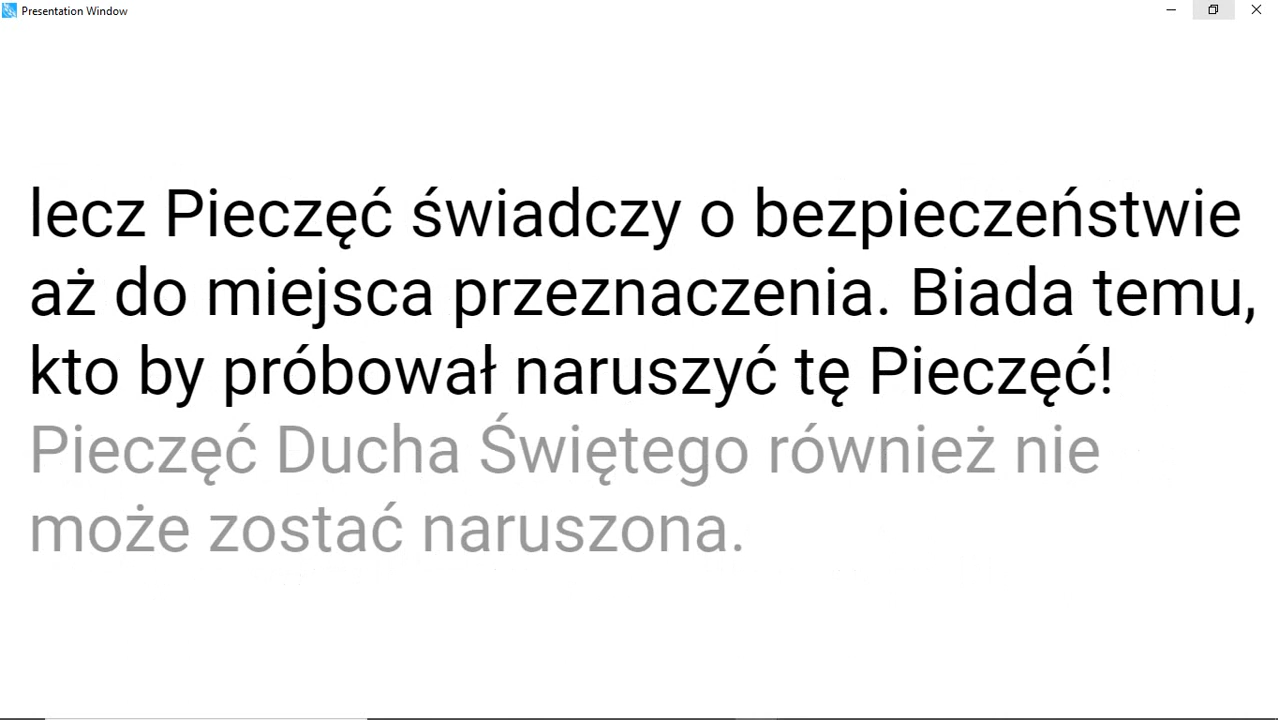 Presentation Window
lecz Pieczęć świadczy o bezpieczeństwie
aż do miejsca przeznaczenia. Biada temu,
kto by próbował naruszyć tę Pieczęć!
Pieczęć Ducha Świętego również nie
może zostać naruszona.